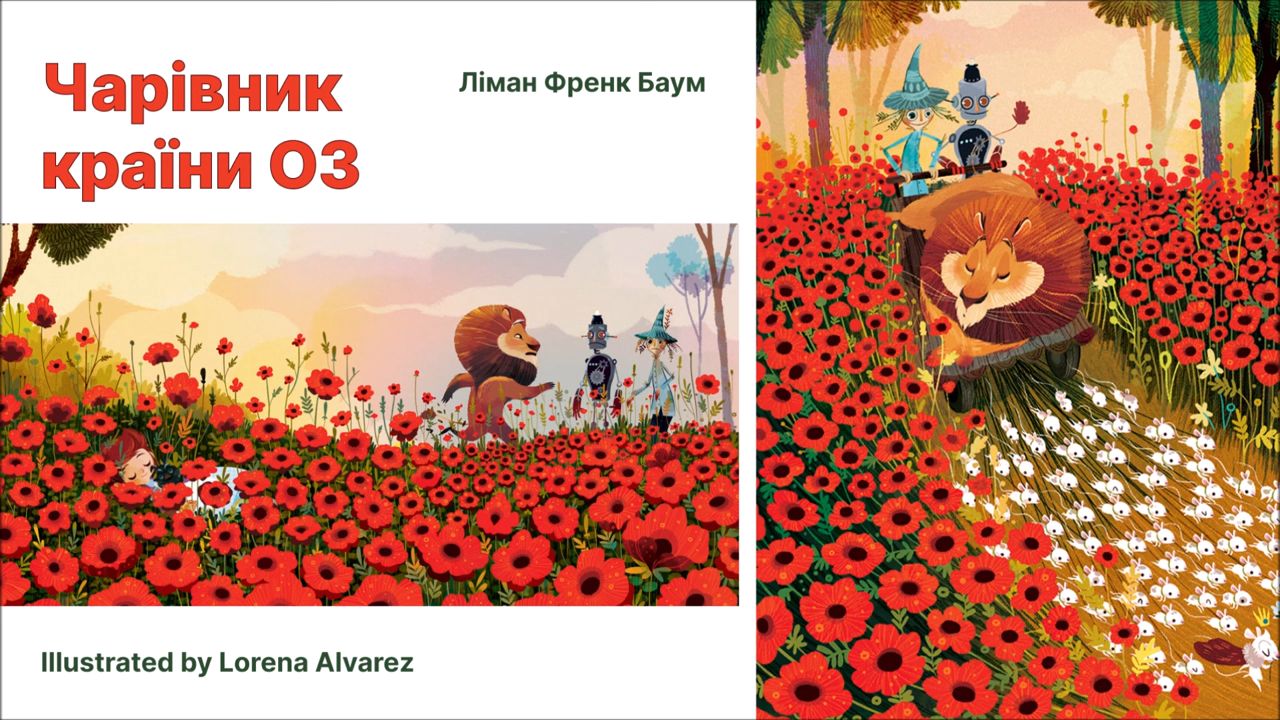 Чарівник
країни ОЗ
Ліман Френк Баум
Illustrated by Lorena Alvarez